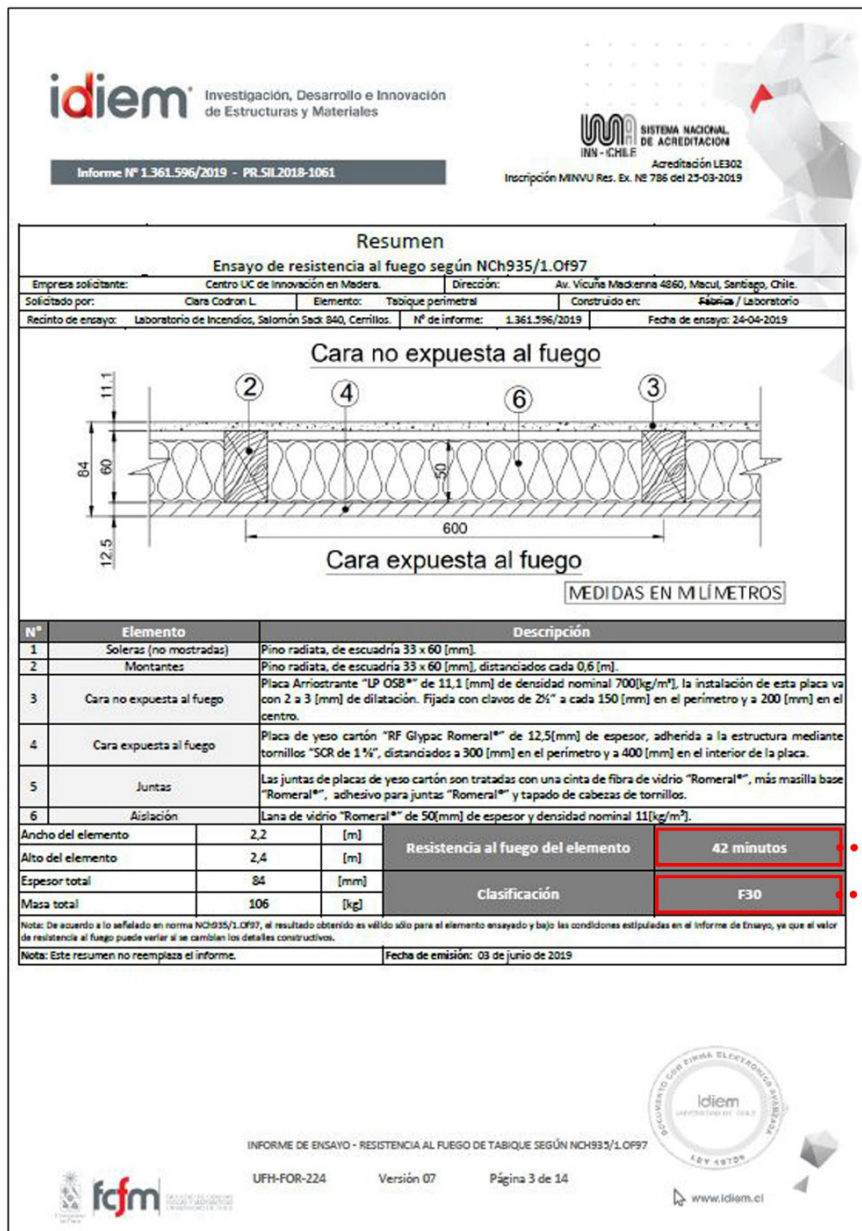 idiem Investigación, Desarrollo e Innovación
de Estructuras y Materiales
INN - CHILE
SISTEMA NACIONAL
DE ACREDITACION
Acreditación LE302
Inscripción MINVU Res. Ex. Nº 786 del 25-03-2019
Informe N° 1.361.596/2019 - PR.SIL2018-1061
Resumen
Ensayo de resistencia al fuego según NCh935/1.Of97
Empresa solicitante: Centro UC de Innovación en Madera. Dirección: Av. Vicuña Mackenna 4860, Macul, Santiago, Chile.
Solicitado por: Clara Codron L. Elemento: Tabique perimetral Construido en: Fábrica / Laboratorio
Recinto de ensayo: Laboratorio de Incendios, Salomón Sack 840, Cerrillos. N° de informe: 1.361.596/2019 Fecha de ensayo: 24-04-2019
Cara no expuesta al fuego
2 4 6 3
11.1
84
60
50
12.5
600
Cara expuesta al fuego
MEDIDAS EN MILÍMETROS
N° Elemento Descripción
1 Soleras (no mostradas) Pino radiata, de escuadría 33 x 60 [mm].
2 Montantes Pino radiata, de escuadría 33 x 60 [mm], distanciados cada 0,6 [m].
3 Cara no expuesta al fuego Placa Arriostrante "LP OSB®" de 11,1 [mm] de densidad nominal 700[kg/m³], la instalación de esta placa va
con 2 a 3 [mm] de dilatación. Fijada con clavos de 2½" a cada 150 [mm] en el perímetro y a 200 [mm] en el
centro.
4 Cara expuesta al fuego Placa de yeso cartón "RF Glypac Romeral®" de 12,5[mm] de espesor, adherida a la estructura mediante
tornillos "SCR de 1 ⅝", distanciados a 300 [mm] en el perímetro y a 400 [mm] en el interior de la placa.
5 Juntas Las juntas de placas de yeso cartón son tratadas con una cinta de fibra de vidrio "Romeral®", más masilla base
"Romeral®", adhesivo para juntas "Romeral®" y tapado de cabezas de tornillos.
6 Aislación Lana de vidrio "Romeral®" de 50[mm] de espesor y densidad nominal 11[kg/m³].
Ancho del elemento 2,2 [m] Resistencia al fuego del elemento 42 minutos
Alto del elemento 2,4 [m]
Espesor total 84 [mm] Clasificación F30
Masa total 106 [kg]
Nota: De acuerdo a lo señalado en norma NCh935/1.Of97, el resultado obtenido es válido sólo para el elemento ensayado y bajo las condiciones estipuladas en el Informe de Ensayo, ya que el valor
de resistencia al fuego puede variar si se cambian los detalles constructivos.
Nota: Este resumen no reemplaza el informe. Fecha de emisión: 03 de junio de 2019
DOCUMENTO CON FIRMA ELECTRONICA AVANZADA
idiem
UNIVERSIDAD DE CHILE
LEY 19799
INFORME DE ENSAYO - RESISTENCIA AL FUEGO DE TABIQUE SEGÚN NCH935/1.OF97
UFH-FOR-224 Versión 07 Página 3 de 14
fcfm
www.idiem.cl